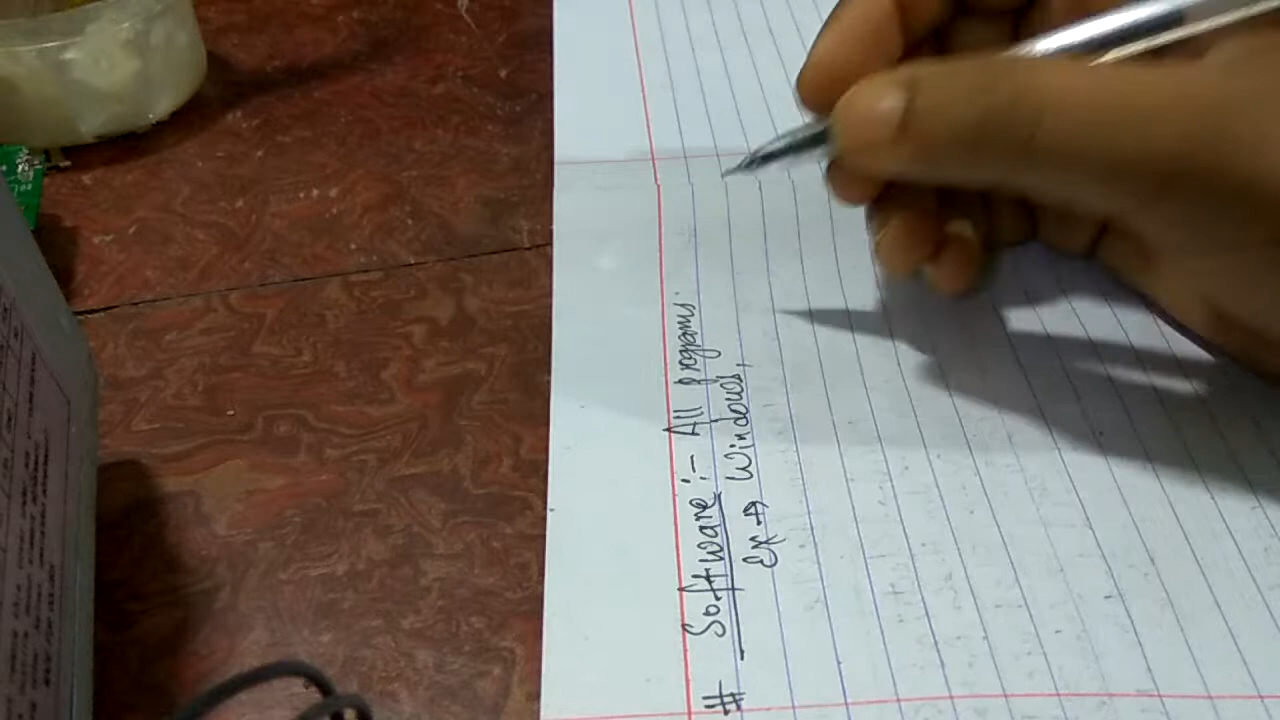 # Software :- All programs.
Ex → Windows,